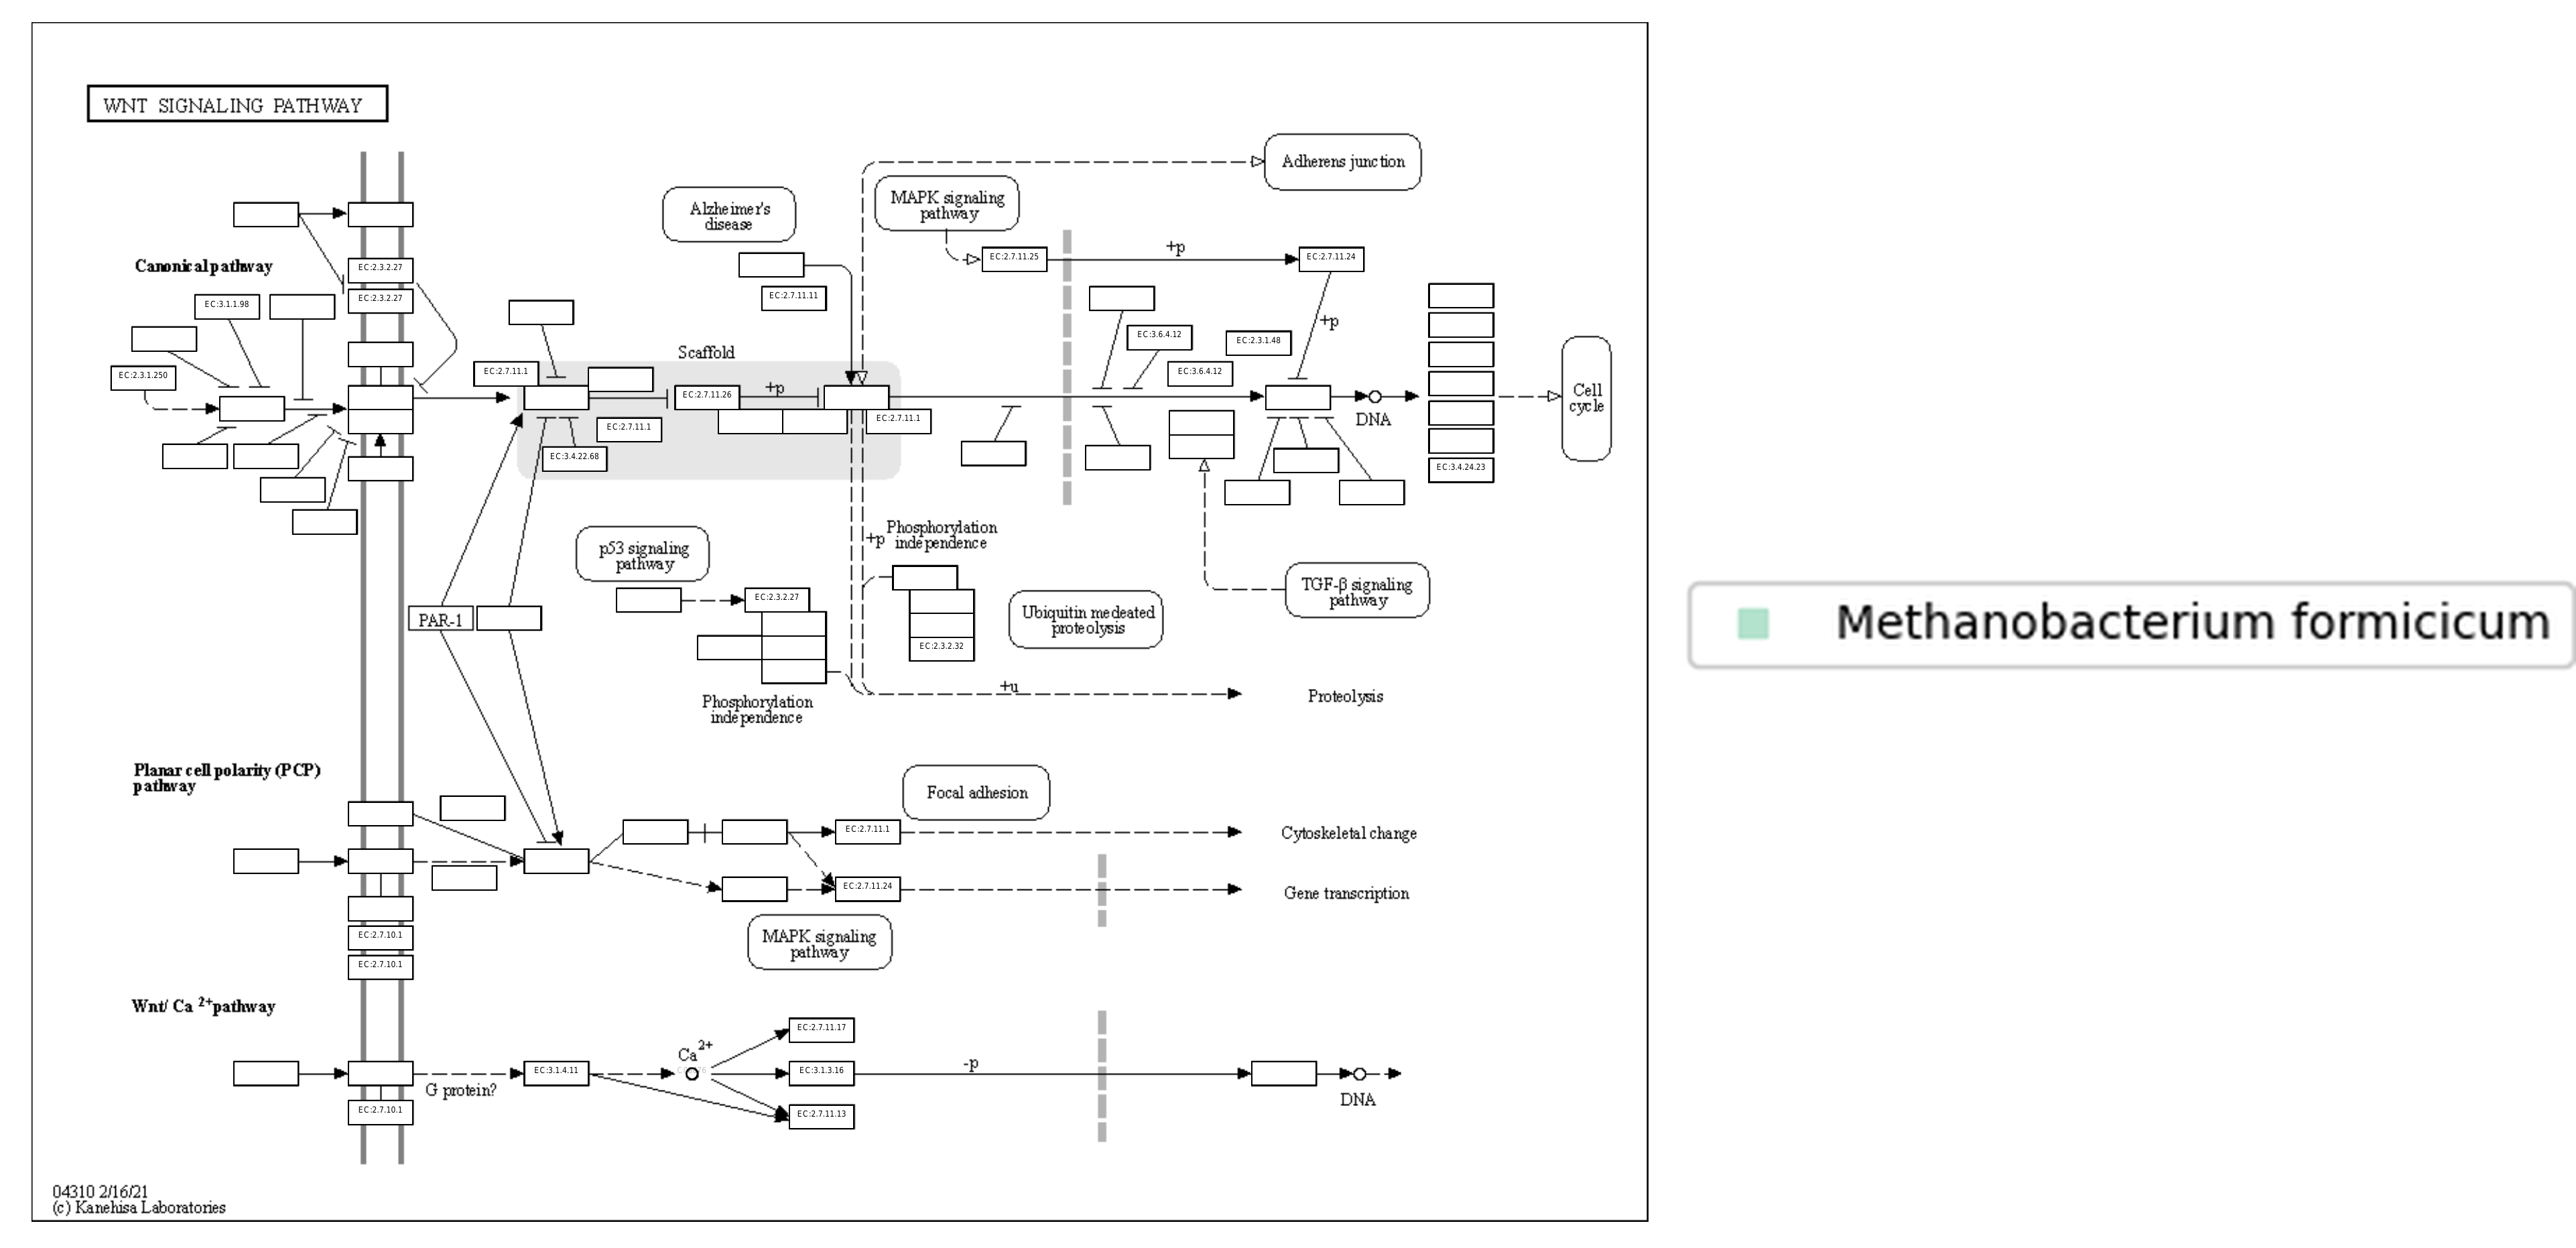 WNT SIGNALING PATHWAY
Adherens junction
MAPK signaling
pathway
Alzheimer's
disease
+p
Canonical pathway
EC:2.3.2.27
EC:2.7.11.25
EC:2.7.11.24
EC:2.3.2.27
EC:3.1.1.98
EC:2.7.11.11
+p
EC:3.6.4.12
EC:2.3.1.48
Scaffold
EC:2.3.1.250
EC:2.7.11.1
EC:2.7.11.26
+p
EC:3.6.4.12
Cell
cycle
DNA
EC:2.7.11.1
EC:2.7.11.1
EC:3.4.22.68
EC:3.4.24.23
Phosphorylation
independence
+p
p53 signaling
pathway
TGF-β signaling
pathway
EC:2.3.2.27
Ubiquitin medeated
proteolysis
PAR-1
EC:2.3.2.32
Methanobacterium formicicum
+u
Proteolysis
Phosphorylation
independence
Planar cell polarity (PCP)
pathway
Focal adhesion
EC:2.7.11.1
Cytoskeletal change
EC:2.7.11.24
Gene transcription
MAPK signaling
pathway
EC:2.7.10.1
EC:2.7.10.1
Wnt/ Ca 2+ pathway
EC:2.7.11.17
Ca 2+
G protein?
EC:3.1.4.11
EC:3.1.3.16
-p
DNA
EC:2.7.10.1
EC:2.7.11.13
04310 2/16/21
(c) Kanehisa Laboratories